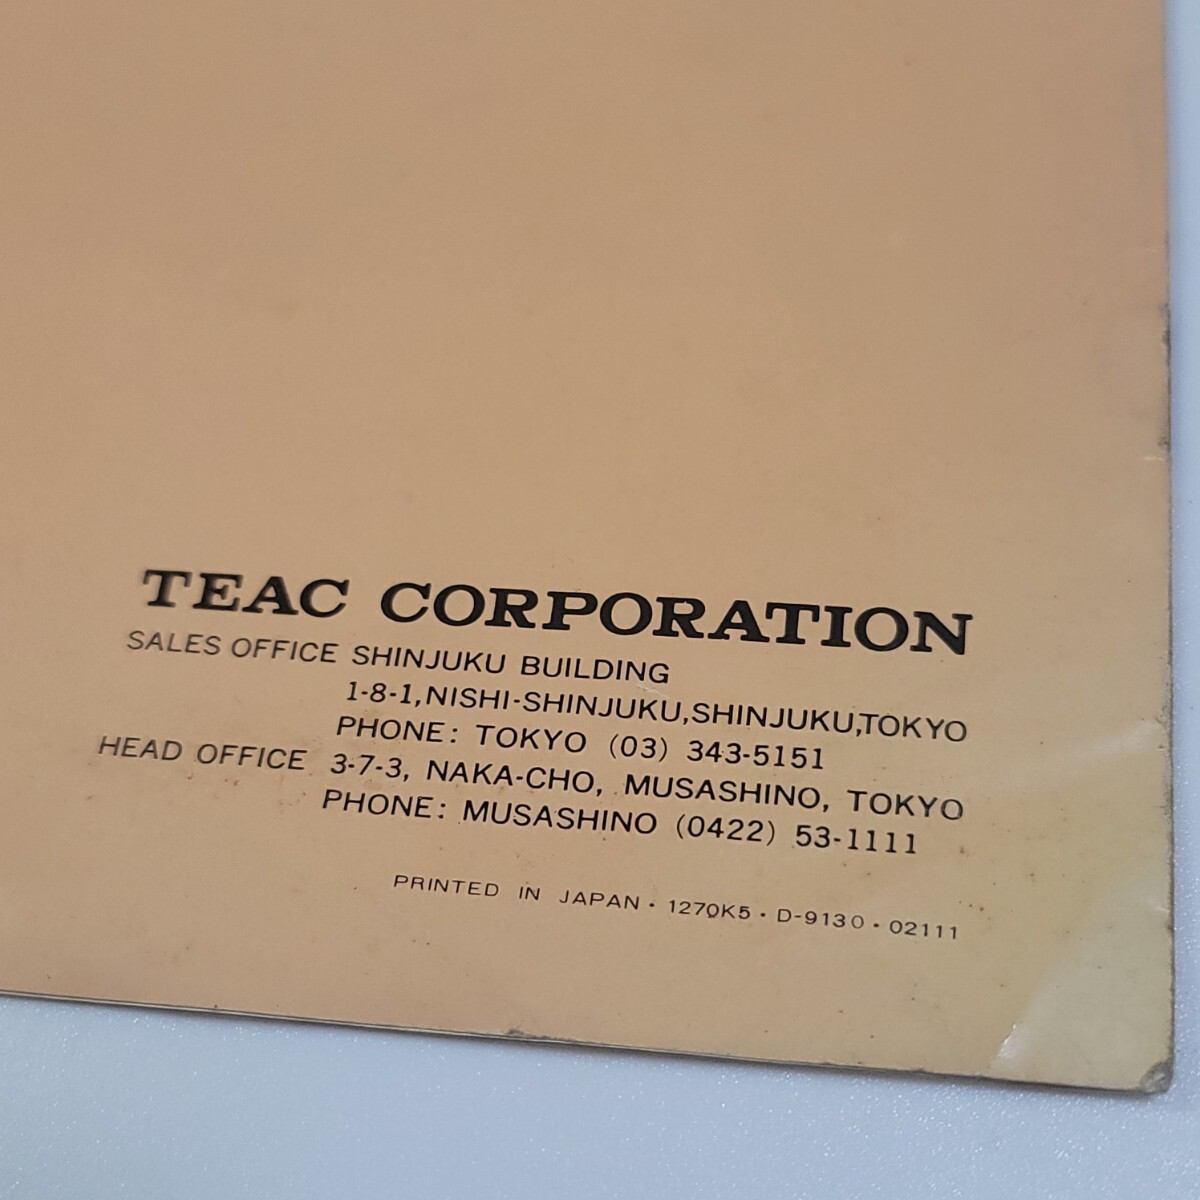 TEAC CORPORATION
SALES OFFICE SHINJUKU BUILDING
1-8-1,NISHI-SHINJUKU,SHINJUKU,TOKYO
PHONE: TOKYO (03) 343-5151
HEAD OFFICE 3-7-3, NAKA-CHO, MUSASHINO, TOKYO
PHONE: MUSASHINO (0422) 53-1111
PRINTED IN JAPAN · 1270K5 · D-9130 · 02111